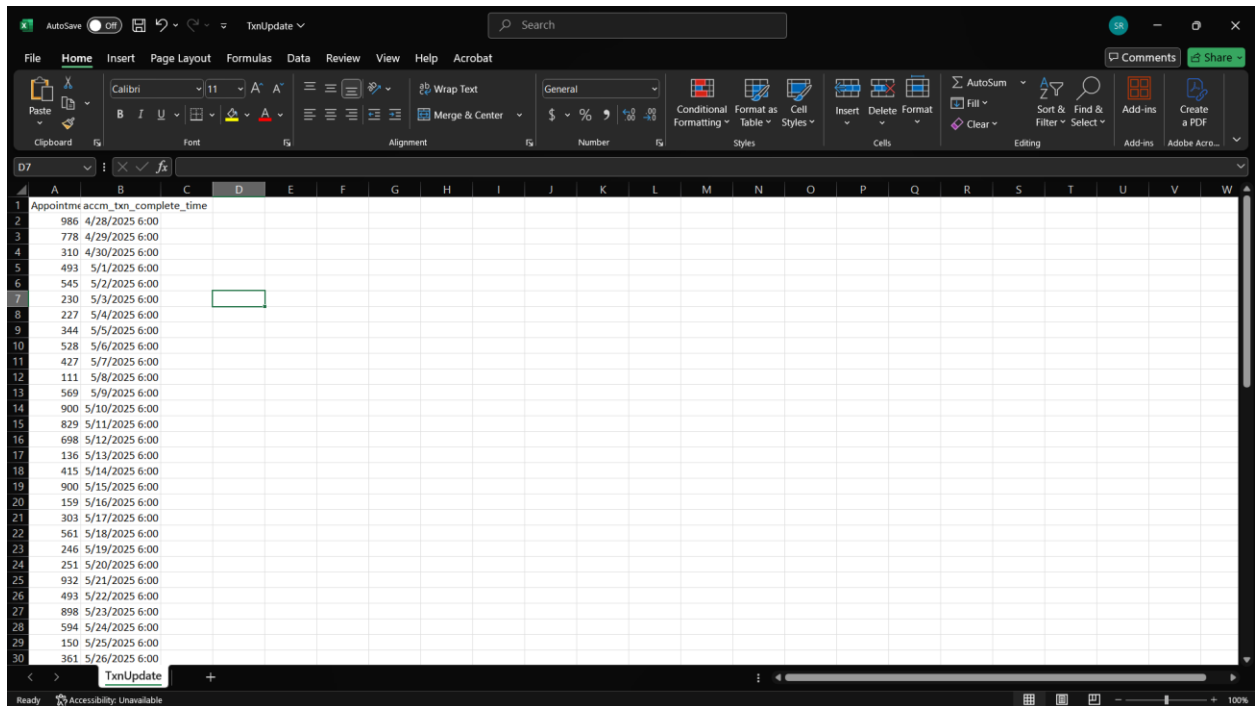 AutoSave Off TxnUpdate Search SR
File Home Insert Page Layout Formulas Data Review View Help Acrobat Comments Share
Paste Calibri 11 A A Wrap Text General Conditional Formatting Format as Table Cell Styles Insert Delete Format AutoSum Fill Clear Sort & Filter Find & Select Add-ins Create a PDF
B I U A Merge & Center $ %
Clipboard Font Alignment Number Styles Cells Editing Add-ins Adobe Acro...
D7 fx
A B C D E F G H I J K L M N O P Q R S T U V W
1 Appointme accm_txn_complete_time
2 986 4/28/2025 6:00
3 778 4/29/2025 6:00
4 310 4/30/2025 6:00
5 493 5/1/2025 6:00
6 545 5/2/2025 6:00
7 230 5/3/2025 6:00
8 227 5/4/2025 6:00
9 344 5/5/2025 6:00
10 528 5/6/2025 6:00
11 427 5/7/2025 6:00
12 111 5/8/2025 6:00
13 569 5/9/2025 6:00
14 900 5/10/2025 6:00
15 829 5/11/2025 6:00
16 698 5/12/2025 6:00
17 136 5/13/2025 6:00
18 415 5/14/2025 6:00
19 900 5/15/2025 6:00
20 159 5/16/2025 6:00
21 303 5/17/2025 6:00
22 561 5/18/2025 6:00
23 246 5/19/2025 6:00
24 251 5/20/2025 6:00
25 932 5/21/2025 6:00
26 493 5/22/2025 6:00
27 898 5/23/2025 6:00
28 594 5/24/2025 6:00
29 150 5/25/2025 6:00
30 361 5/26/2025 6:00
TxnUpdate
Ready Accessibility: Unavailable 100%